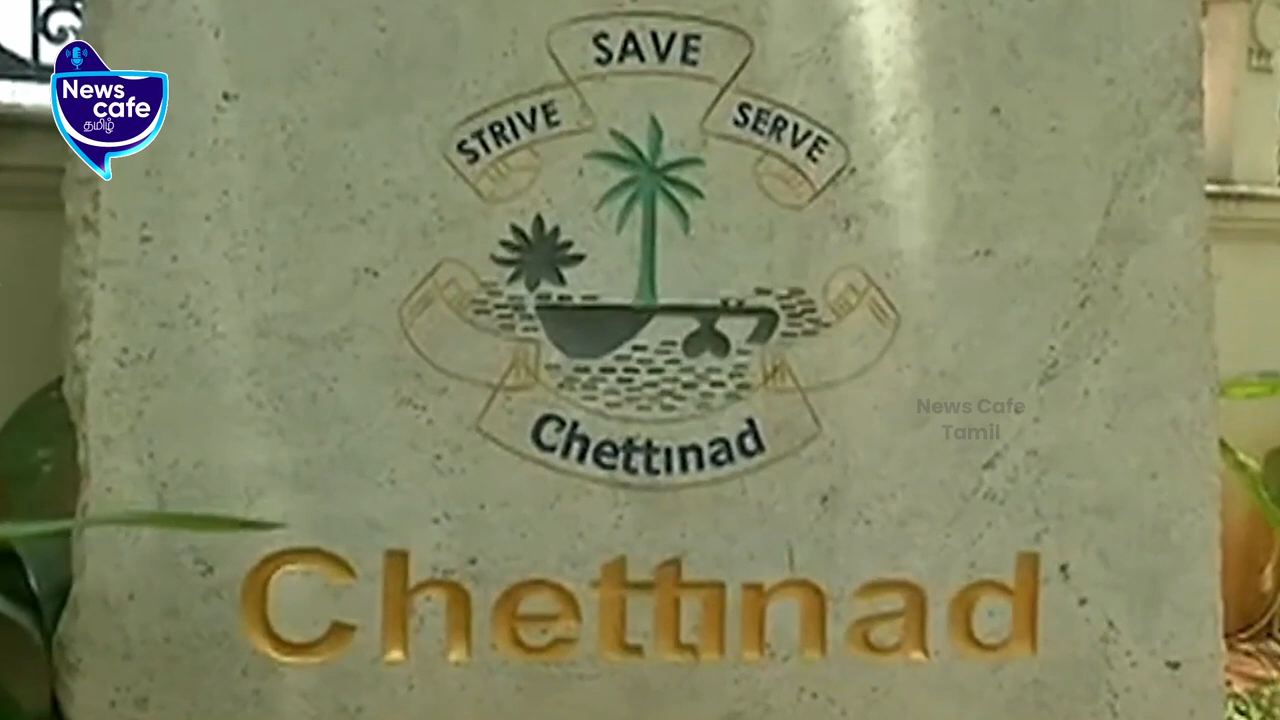 News
cafe
தமிழ்
SAVE
STRIVE
SERVE
Chettinad
News Cafe
Tamil
Chettinad